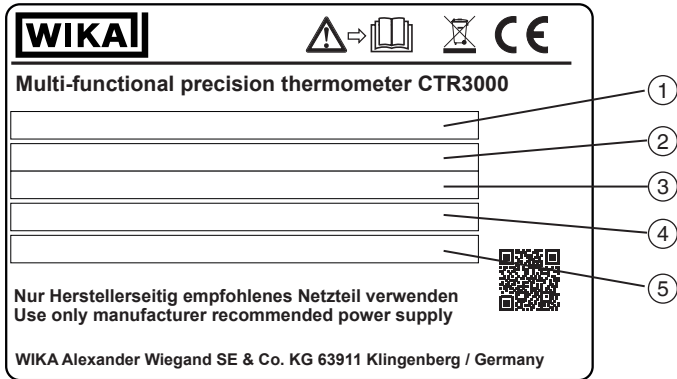 WIKA
CE
Multi-functional precision thermometer CTR3000
1
2
3
4
5
Nur Herstellerseitig empfohlenes Netzteil verwenden
Use only manufacturer recommended power supply
WIKA Alexander Wiegand SE & Co. KG 63911 Klingenberg / Germany